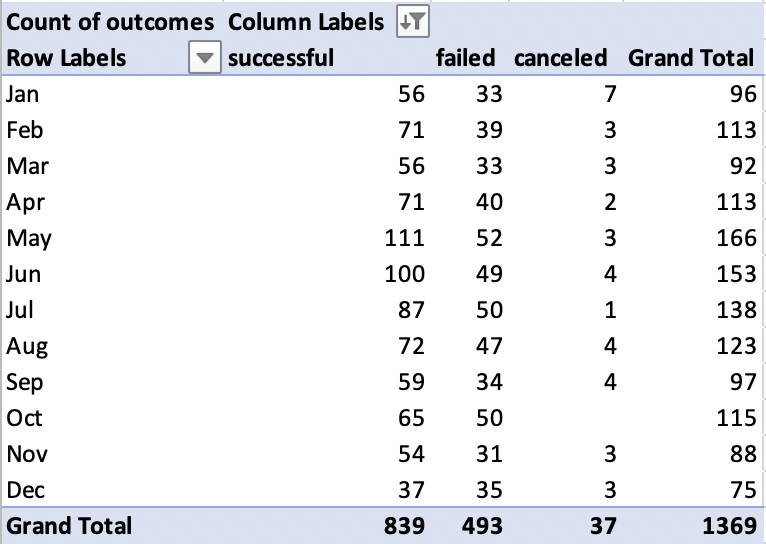 Count of outcomes Column Labels
Row Labels successful failed canceled Grand Total
Jan 56 33 7 96
Feb 71 39 3 113
Mar 56 33 3 92
Apr 71 40 2 113
May 111 52 3 166
Jun 100 49 4 153
Jul 87 50 1 138
Aug 72 47 4 123
Sep 59 34 4 97
Oct 65 50 115
Nov 54 31 3 88
Dec 37 35 3 75
Grand Total 839 493 37 1369